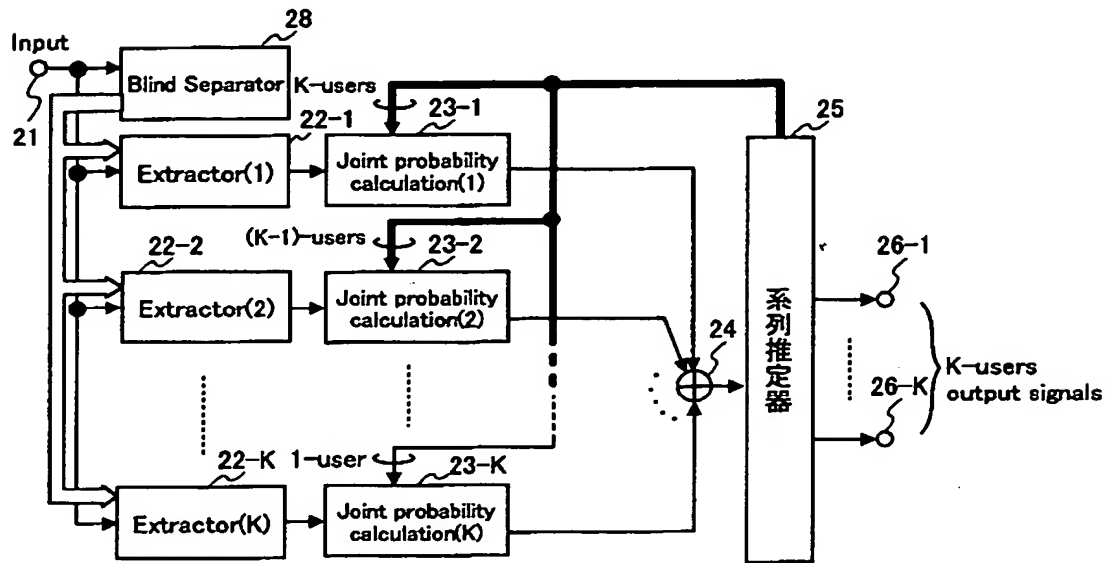 28
Input
Blind Separator
K-users
21
22-1
23-1
25
Extractor(1)
Joint probability
calculation(1)
(K-1)-users
22-2
23-2
26-1
Extractor(2)
Joint probability
calculation(2)
系列推定器
24
26-K
K-users
output signals
22-K
1-user
23-K
Extractor(K)
Joint probability
calculation(K)